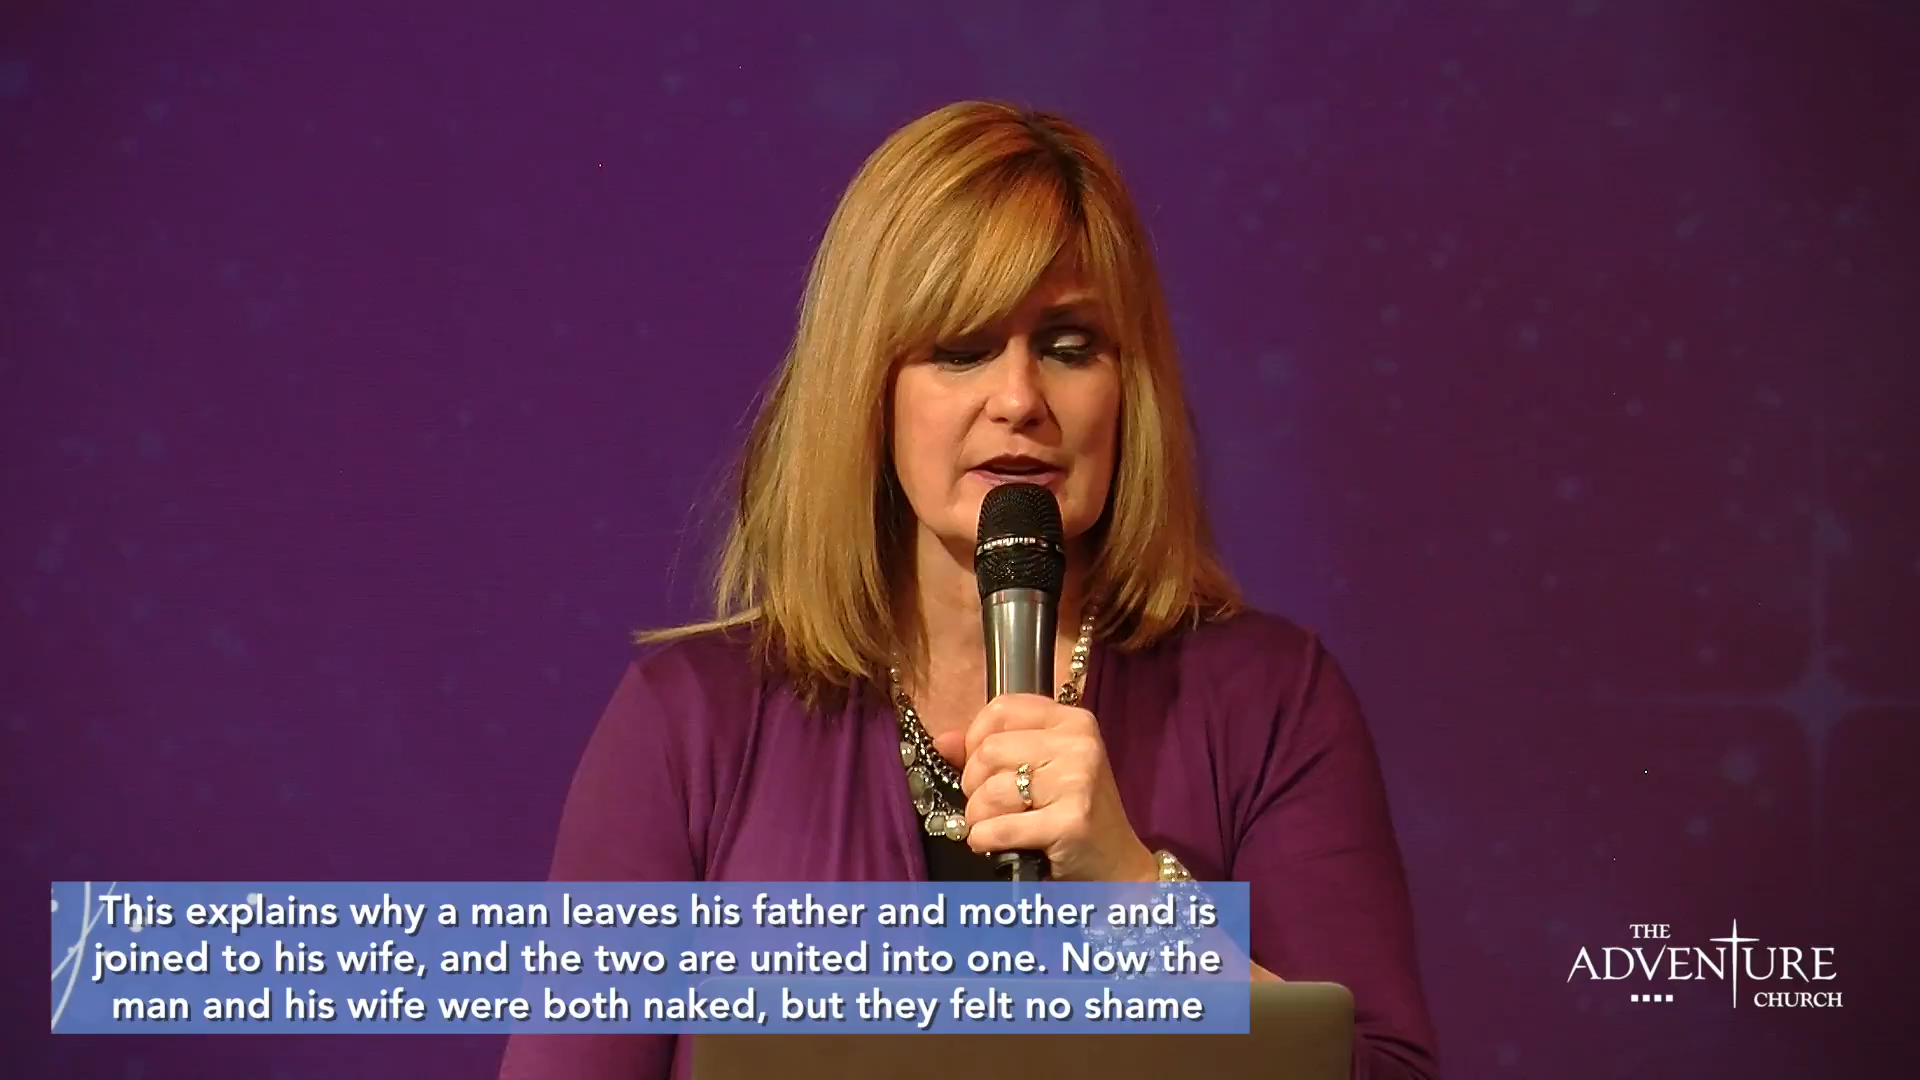 This explains why a man leaves his father and mother and is
joined to his wife, and the two are united into one. Now the
man and his wife were both naked, but they felt no shame
THE
ADVENTURE
CHURCH